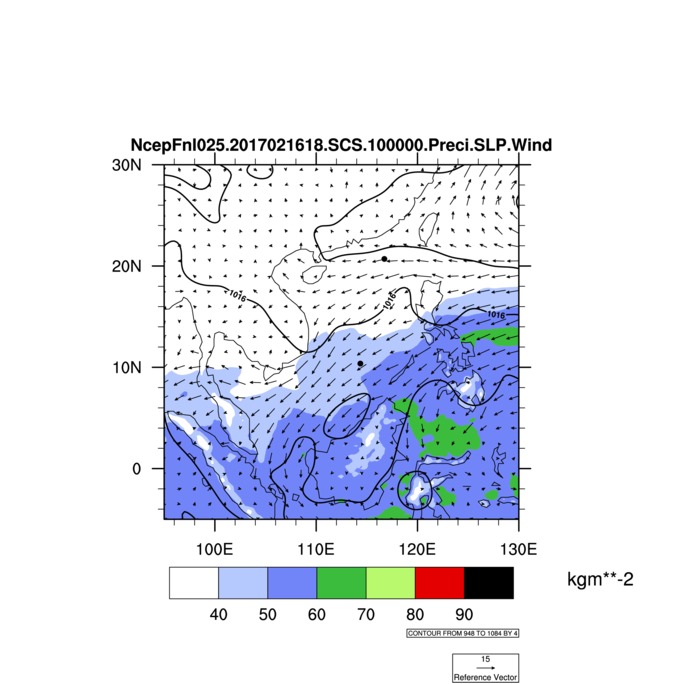 NcepFnl025.2017021618.SCS.100000.Preci.SLP.Wind
30N
20N
10N
0
1016
1016
1016
100E 110E 120E 130E
40 50 60 70 80 90
kgm**-2
CONTOUR FROM 948 TO 1084 BY 4
15
Reference Vector